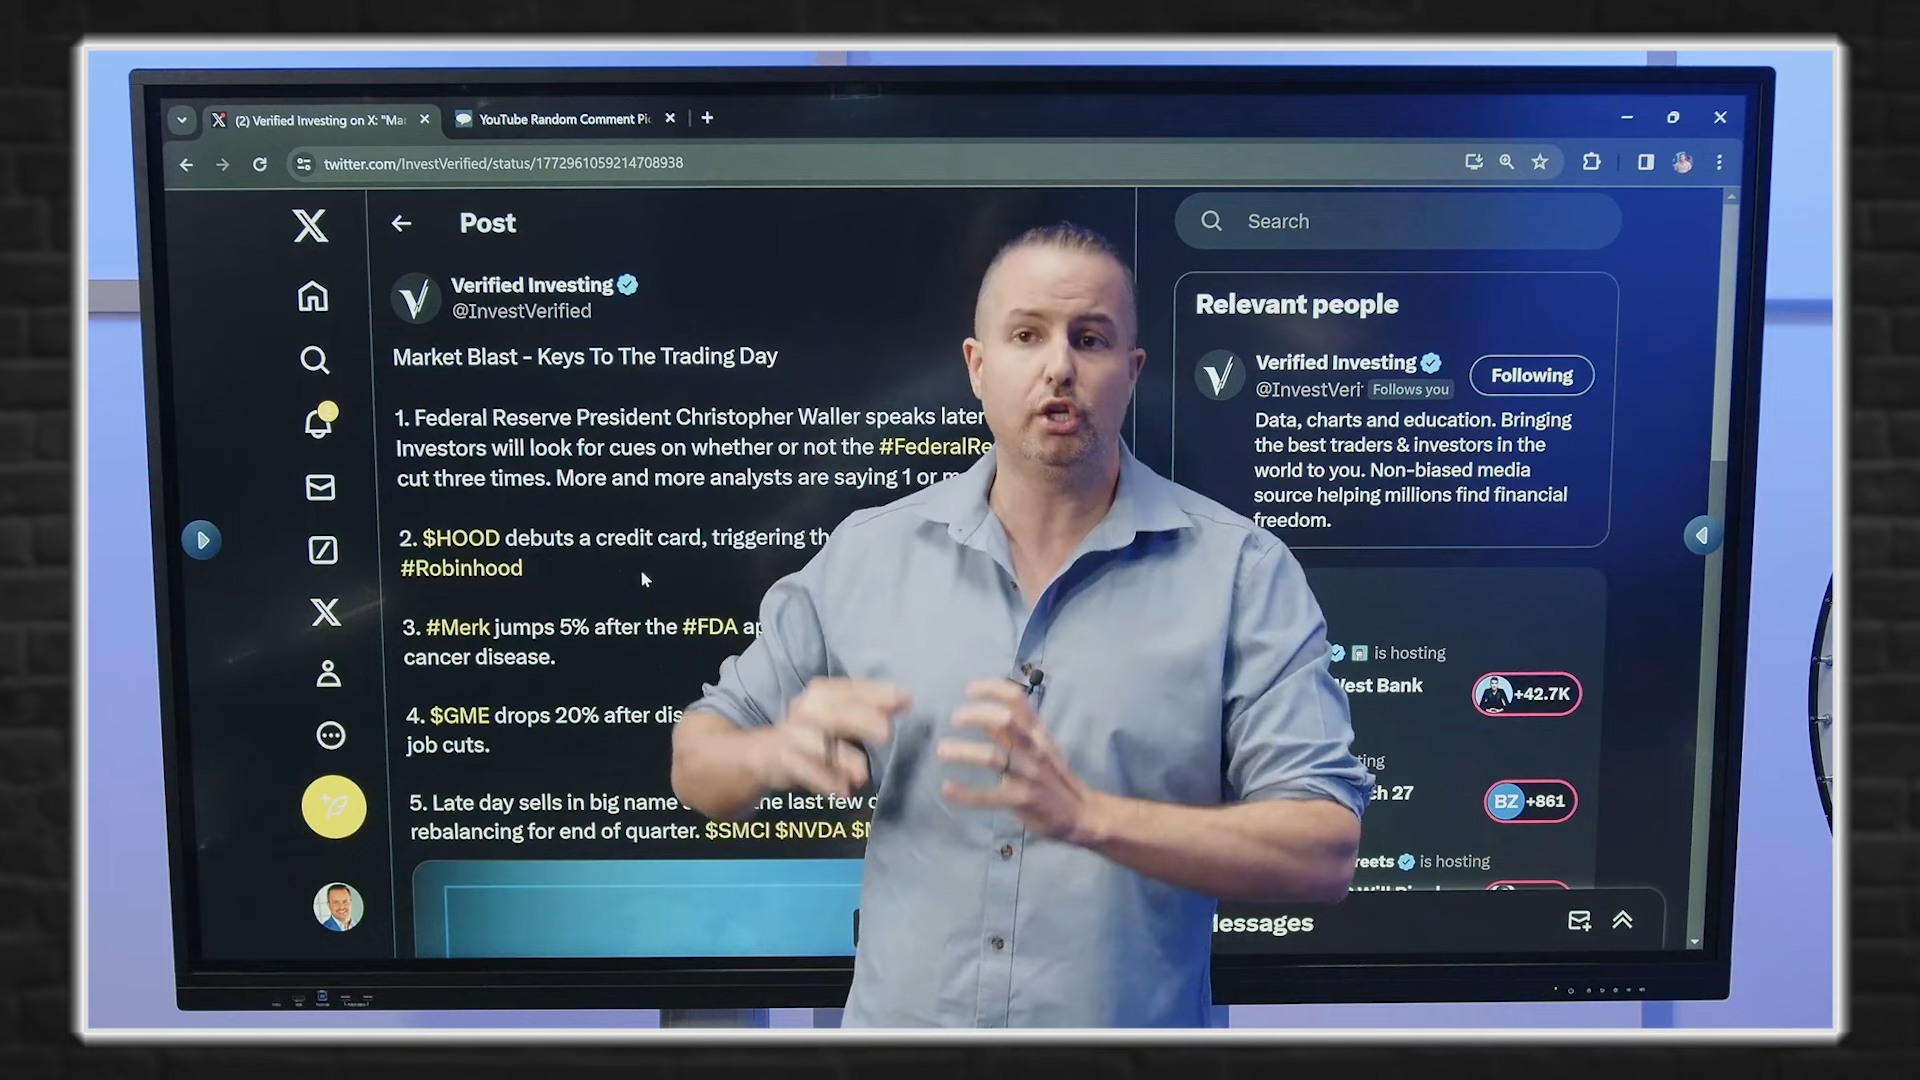 (2) Verified Investing on X: "Mar
YouTube Random Comment Pic
twitter.com/InvestVerified/status/1772961059214708938
Post
Search
Verified Investing
@InvestVerified
Market Blast - Keys To The Trading Day
1. Federal Reserve President Christopher Waller speaks later
Investors will look for cues on whether or not the #FederalRe
cut three times. More and more analysts are saying 1 or
2. $HOOD debuts a credit card, triggering
#Robinhood
3. #Merk jumps 5% after the #FDA
cancer disease.
4. $GME drops 20% after
job cuts.
5. Late day sells in big name the last few
rebalancing for end of quarter. $SMCI $NVDA
Relevant people
Verified Investing
@InvestVeri Follows you
Following
Data, charts and education. Bringing
the best traders & investors in the
world to you. Non-biased media
source helping millions find financial
freedom.
is hosting
West Bank
+42.7K
27
BZ +861
is hosting
Messages